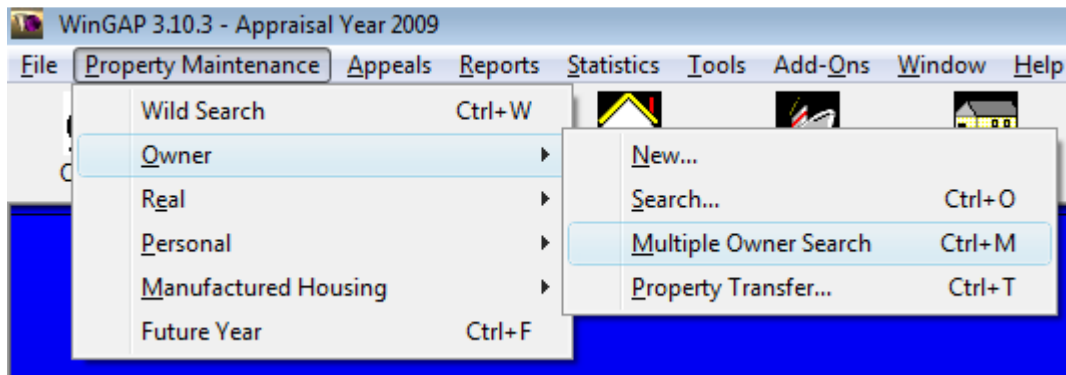 WinGAP 3.10.3 - Appraisal Year 2009
File Property Maintenance Appeals Reports Statistics Tools Add-Ons Window Help
Wild Search Ctrl+W
Owner
Real
Personal
Manufactured Housing
Future Year Ctrl+F
New...
Search... Ctrl+O
Multiple Owner Search Ctrl+M
Property Transfer... Ctrl+T